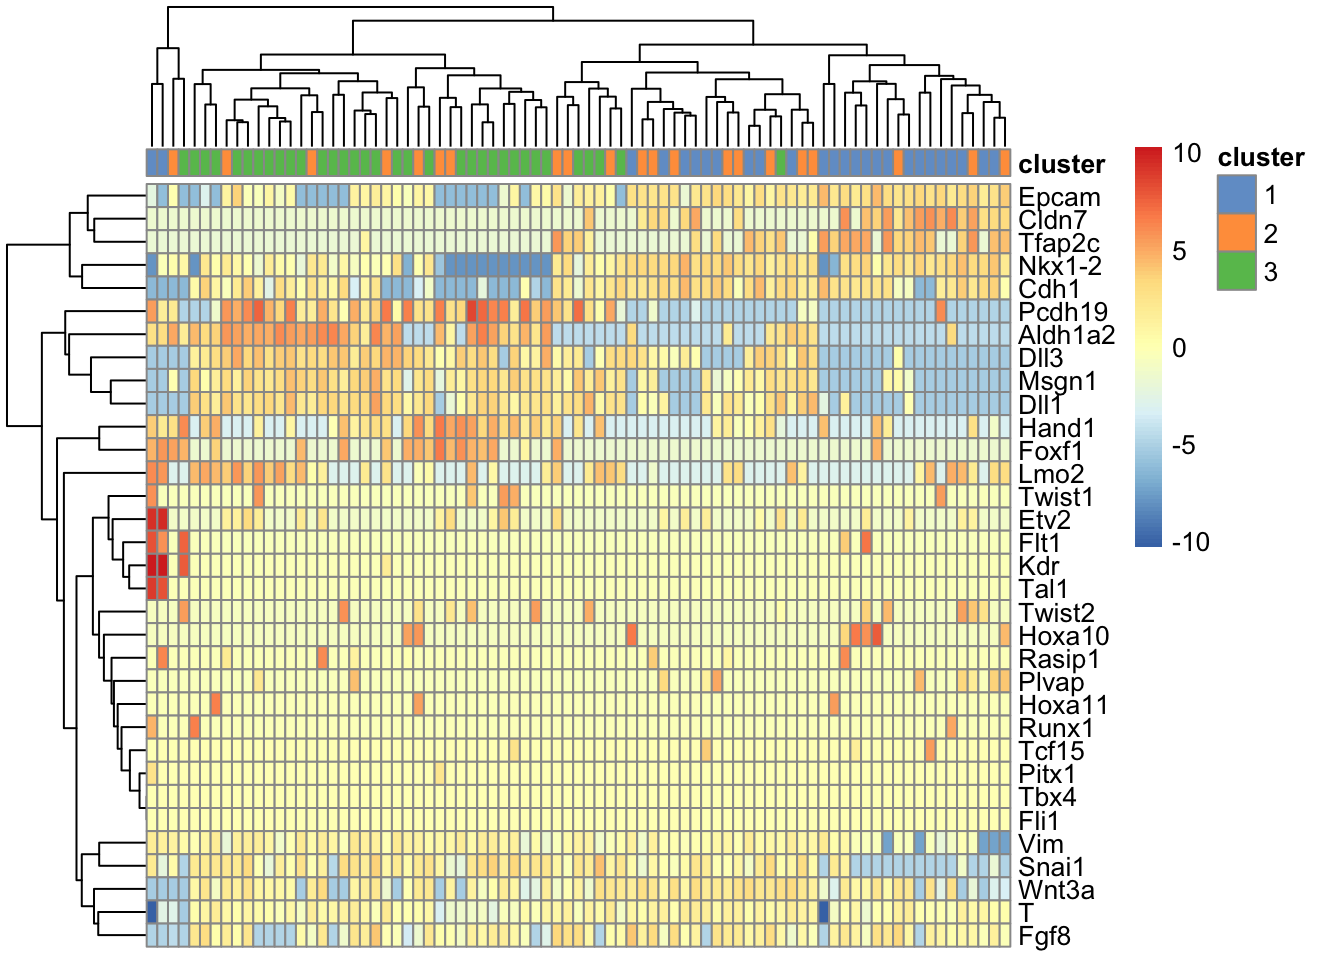 cluster
Epcam
Cldn7
Tfap2c
Nkx1-2
Cdh1
Pcdh19
Aldh1a2
Dll3
Msgn1
Dll1
Hand1
Foxf1
Lmo2
Twist1
Etv2
Flt1
Kdr
Tal1
Twist2
Hoxa10
Rasip1
Plvap
Hoxa11
Runx1
Tcf15
Pitx1
Tbx4
Fli1
Vim
Snai1
Wnt3a
T
Fgf8
10
5
0
-5
-10
cluster
1
2
3